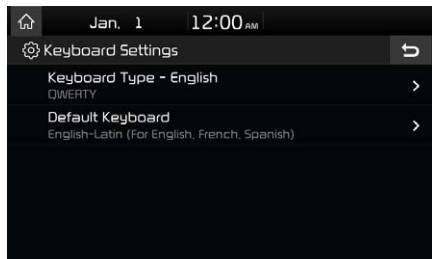 Jan. 1 12:00 AM
Keyboard Settings
Keyboard Type - English
QWERTY
Default Keyboard
English-Latin (For English, French, Spanish)